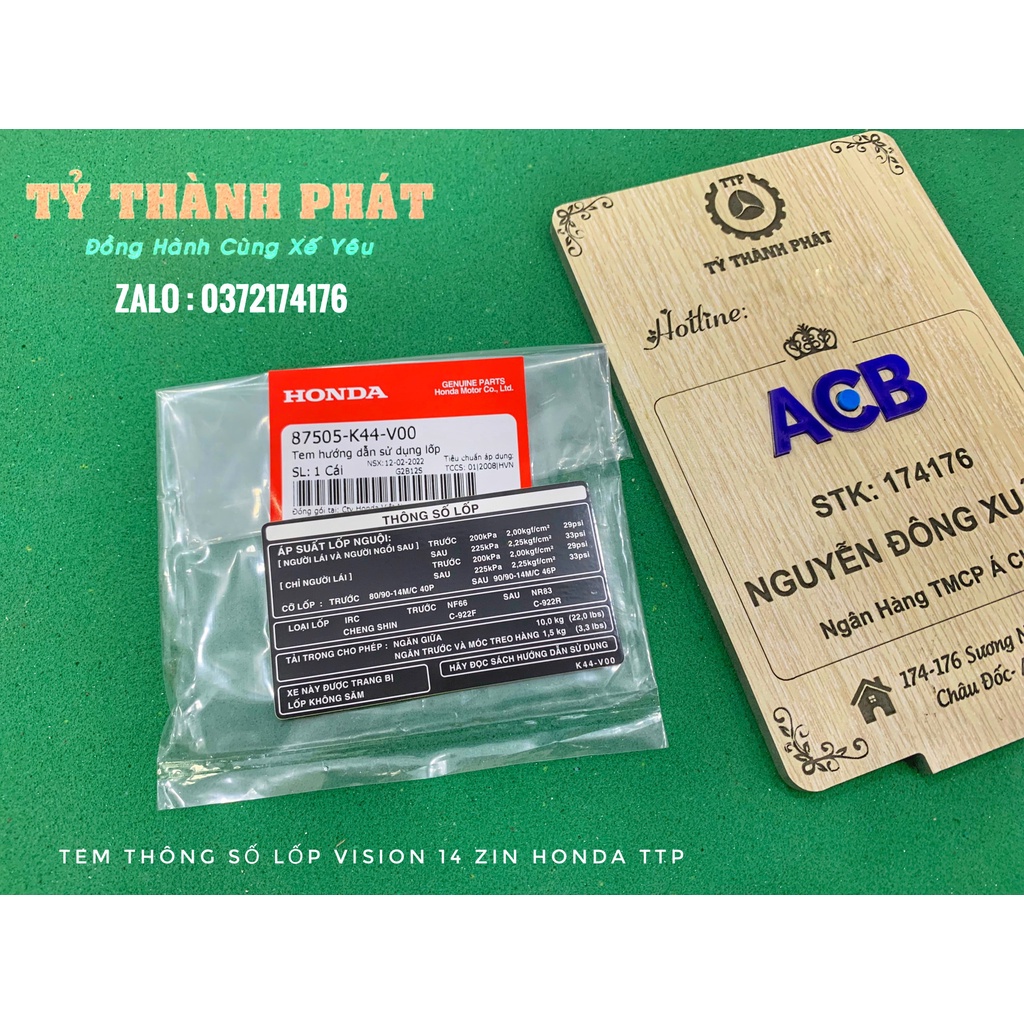 TỶ THÀNH PHÁT
Đồng Hành Cùng Xế Yêu
ZALO : 0372174176
HONDA
GENUINE PARTS
Honda Motor Co., Ltd.
87505-K44-V00
Tem hướng dẫn sử dụng lốp
SL: 1 Cái
NSX:12-02-2022
Tiêu chuẩn áp dụng:
G2B12S
TCCS: 01|2008|HVN
Đóng gói tại:
THÔNG SỐ LỐP
ÁP SUẤT LỐP NGUỘI:
[ NGƯỜI LÁI VÀ NGƯỜI NGỒI SAU ] TRƯỚC 200kPa 2,00kgf/cm² 29psi
SAU 225kPa 2,25kgf/cm² 33psi
[ CHỈ NGƯỜI LÁI ] TRƯỚC 200kPa 2,00kgf/cm² 29psi
SAU 225kPa 2,25kgf/cm² 33psi
CỠ LỐP : TRƯỚC 80/90-14M/C 40P SAU 90/90-14M/C 46P
LOẠI LỐP IRC TRƯỚC NF66 SAU NR83
CHENG SHIN C-922F C-922R
TẢI TRỌNG CHO PHÉP : NGĂN GIỮA 10,0 kg (22,0 lbs)
NGĂN TRƯỚC VÀ MÓC TREO HÀNG 1,5 kg (3,3 lbs)
XE NÀY ĐƯỢC TRANG BỊ
LỐP KHÔNG SĂM
HÃY ĐỌC SÁCH HƯỚNG DẪN SỬ DỤNG
K44-V00
TTP
TỶ THÀNH PHÁT
Hotline:
ACB
STK: 174176
NGUYỄN ĐÔNG
Ngân Hàng TMCP Á
174-176 Sương
Châu Đốc-
TEM THÔNG SỐ LỐP VISION 14 ZIN HONDA TTP